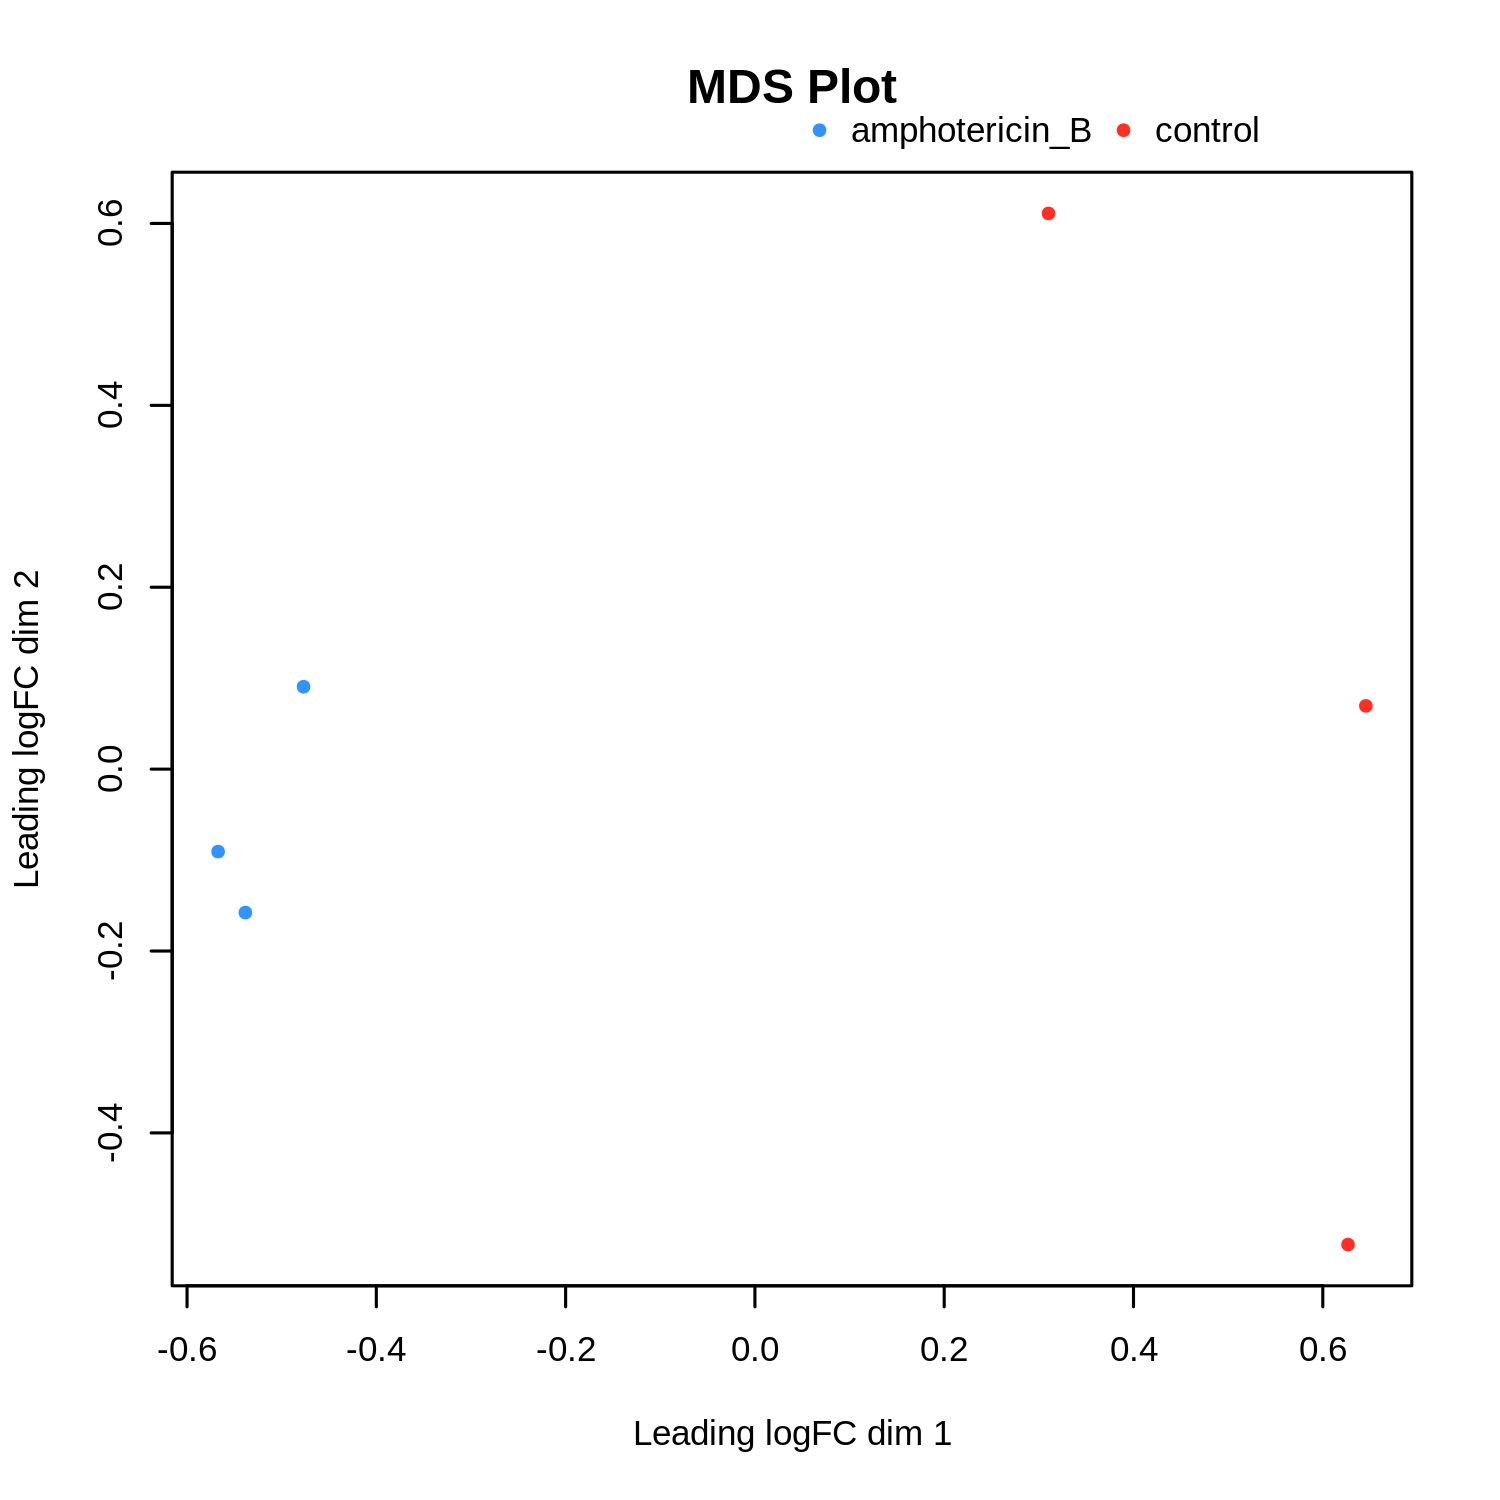 MDS Plot
amphotericin_B control
0.6
0.4
0.2
0.0
-0.2
-0.4
Leading logFC dim 2
-0.6 -0.4 -0.2 0.0 0.2 0.4 0.6
Leading logFC dim 1